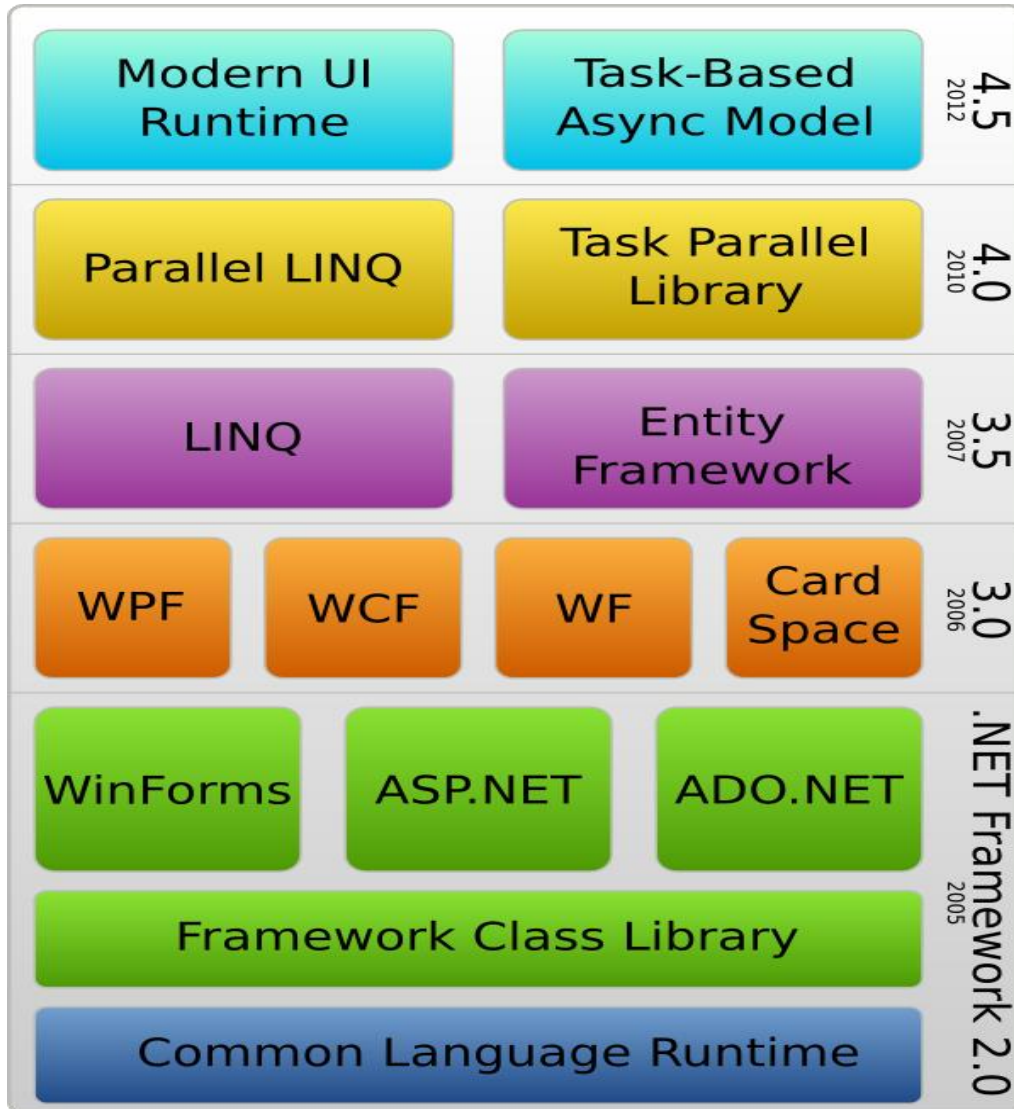 Modern UI
Runtime
Task-Based
Async Model
4.5
2012
Parallel LINQ
Task Parallel
Library
4.0
2010
LINQ
Entity
Framework
3.5
2007
WPF
WCF
WF
Card
Space
3.0
2006
WinForms
ASP.NET
ADO.NET
Framework Class Library
Common Language Runtime
.NET Framework 2.0
2005